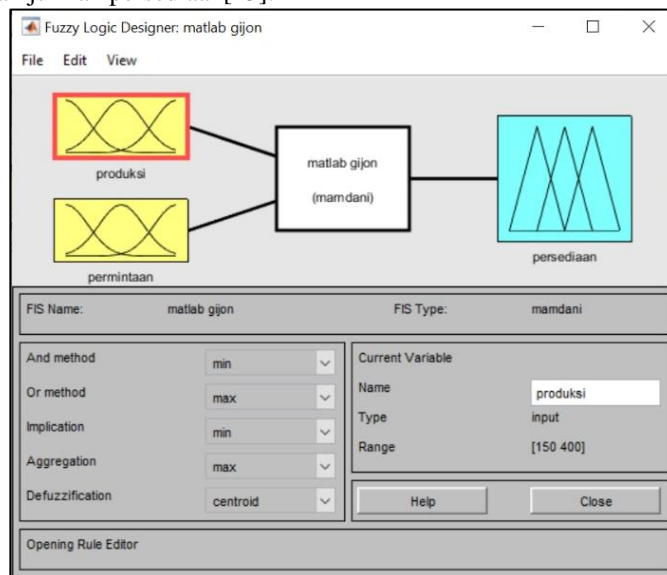 Fuzzy Logic Designer: matlab gijon
File Edit View
produksi
permintaan
matlab gijon
(mamdani)
persediaan
FIS Name: matlab gijon FIS Type: mamdani
And method min
Or method max
Implication min
Aggregation max
Defuzzification centroid
Current Variable
Name produksi
Type input
Range [150 400]
Help Close
Opening Rule Editor